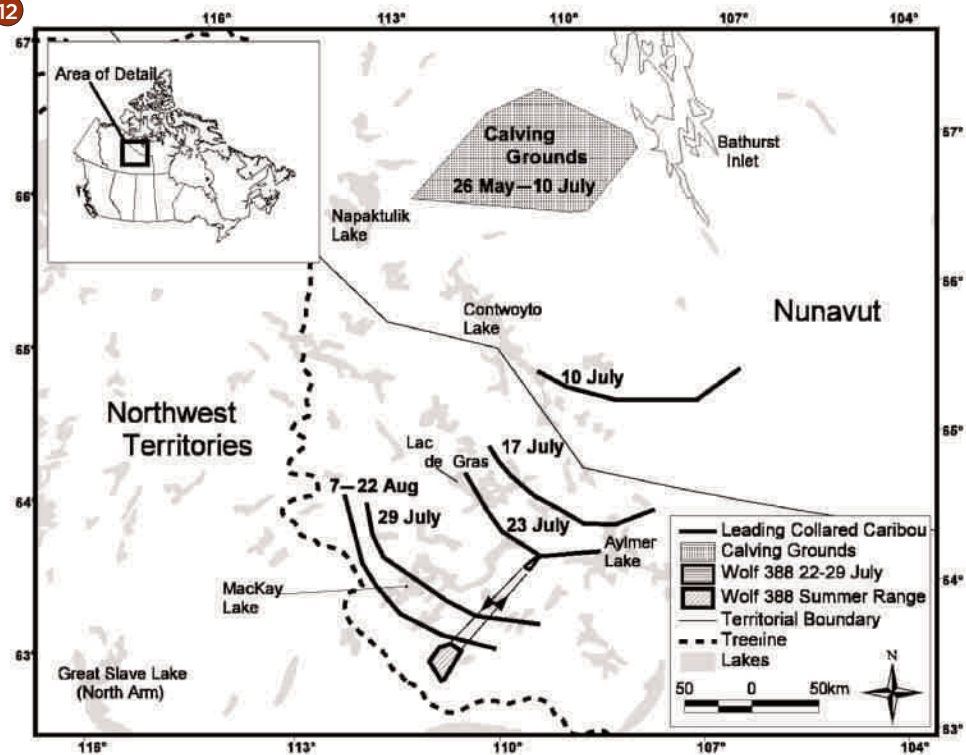 12
116°
113°
110°
107°
104°
67°
Area of Detail
Calving
Grounds
26 May—10 July
67°
Bathurst
Inlet
66°
Napaktulik
Lake
66°
Contwoyto
Lake
Nunavut
65°
10 July
Northwest
Territories
65°
Lac
de Gras
17 July
7—22 Aug
29 July
23 July
64°
Aylmer
Lake
64°
MacKay
Lake
63°
Great Slave Lake
(North Arm)
Leading Collared Caribou
Calving Grounds
Wolf 388 22-29 July
Wolf 388 Summer Range
Territorial Boundary
Treeline
Lakes
N
50 0 50km
63°
116°
113°
110°
107°
104°